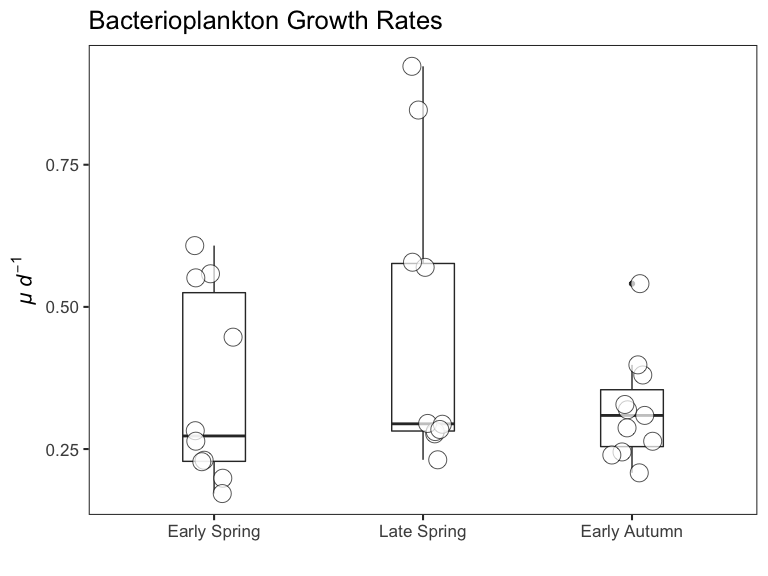 Bacterioplankton Growth Rates
μ d⁻¹
0.75
0.50
0.25
Early Spring Late Spring Early Autumn